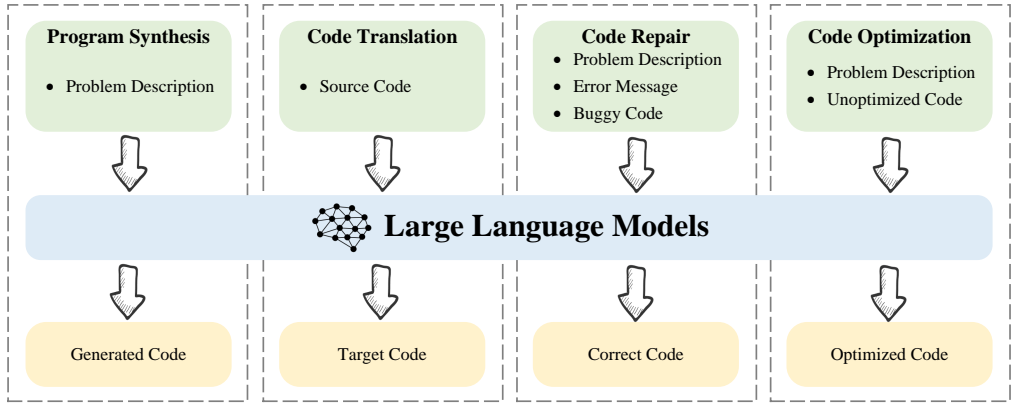 Program Synthesis
• Problem Description
Code Translation
• Source Code
Code Repair
• Problem Description
• Error Message
• Buggy Code
Code Optimization
• Problem Description
• Unoptimized Code
Large Language Models
Generated Code
Target Code
Correct Code
Optimized Code